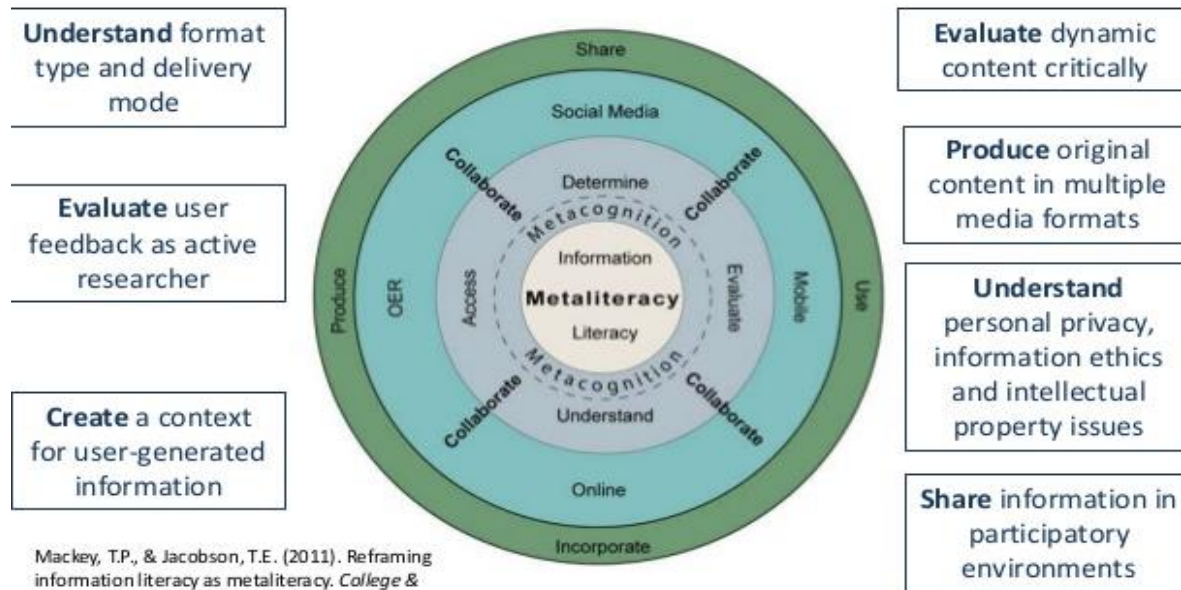 Understand format
type and delivery
mode
Evaluate user
feedback as active
researcher
Create a context
for user-generated
information
Mackey, T.P., & Jacobson, T.E. (2011). Reframing
information literacy as metaliteracy. College &
Share
Social Media
Collaborate
Collaborate
Determine
Metacognition
Information
Produce
OER
Access
Metaliteracy
Evaluate
Mobile
Use
Literacy
Metacognition
Understand
Collaborate
Collaborate
Online
Incorporate
Evaluate dynamic
content critically
Produce original
content in multiple
media formats
Understand
personal privacy,
information ethics
and intellectual
property issues
Share information in
participatory
environments